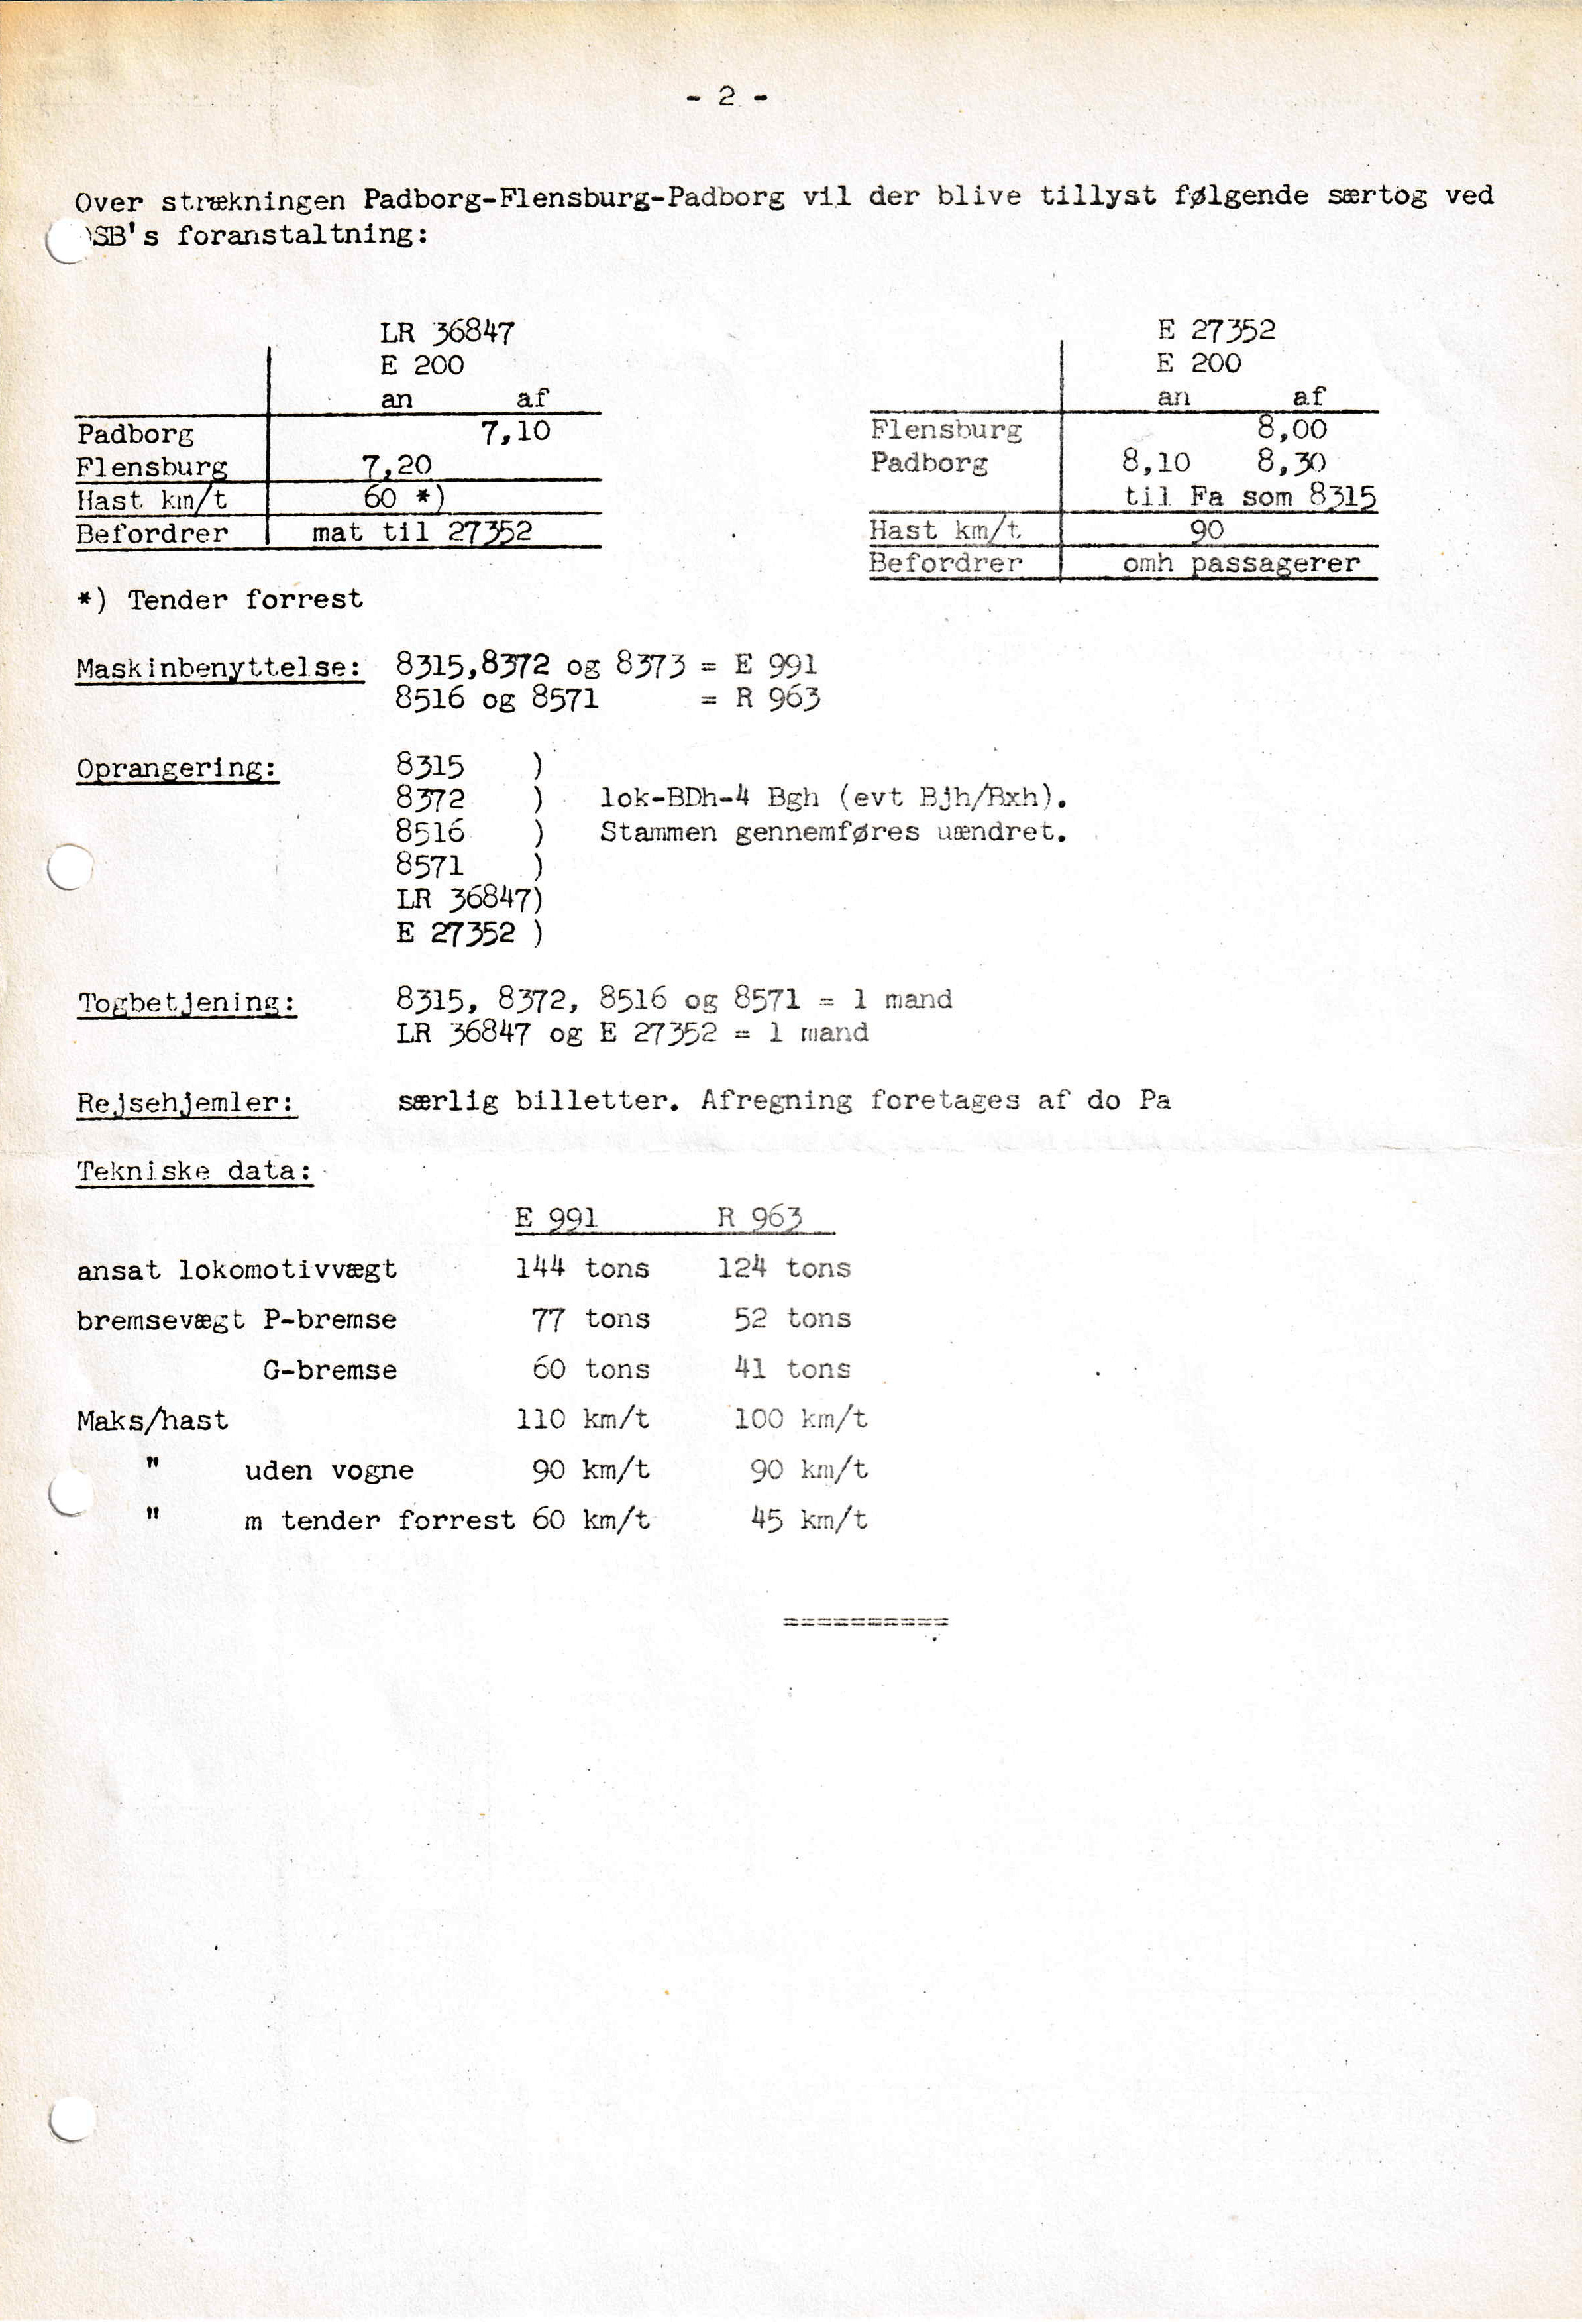 - 2 -
Over strækningen Padborg-Flensburg-Padborg vil der blive tillyst følgende særtog ved
DSB's foranstaltning:
LR 36847
E 200
an af
Padborg 7,10
Flensburg 7,20
Hast km/t 60 *)
Befordrer mat til 27352
*) Tender forrest
E 27352
E 200
an af
Flensburg 8,00
Padborg 8,10 8,30
til Fa som 8315
Hast km/t 90
Befordrer omh passagerer
Maskinbenyttelse: 8315,8372 og 8373 = E 991
8516 og 8571 = R 963
Oprangering: 8315 )
8372 ) lok-BDh-4 Bgh (evt Bjh/Bxh).
8516 ) Stammen gennemføres uændret.
8571 )
LR 36847)
E 27352 )
Togbetjening: 8315, 8372, 8516 og 8571 = 1 mand
LR 36847 og E 27352 = 1 mand
Rejsehjemler: særlig billetter. Afregning foretages af do Pa
Tekniske data:
E 991 R 963
ansat lokomotivvægt 144 tons 124 tons
bremsevægt P-bremse 77 tons 52 tons
G-bremse 60 tons 41 tons
Maks/hast 110 km/t 100 km/t
" uden vogne 90 km/t 90 km/t
" m tender forrest 60 km/t 45 km/t
==========